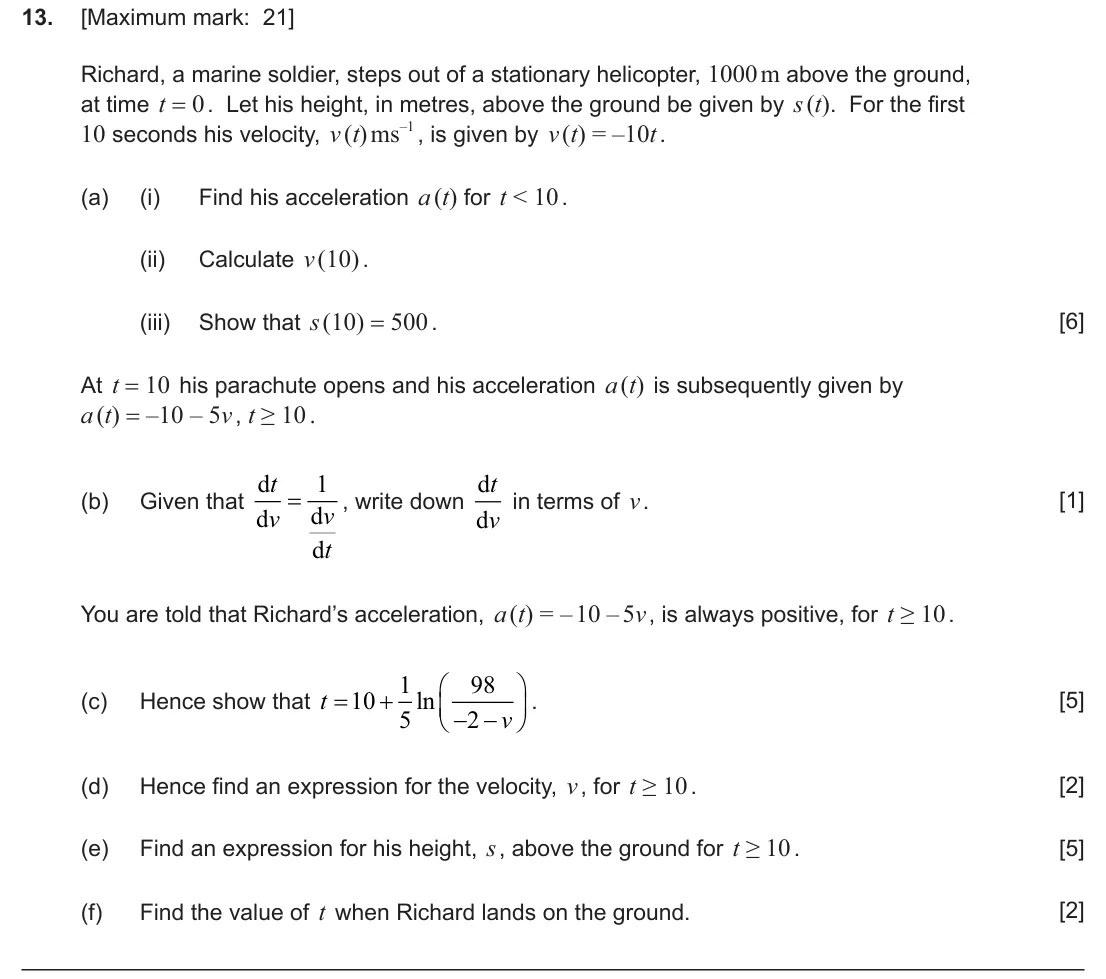 13. [Maximum mark: 21]
Richard, a marine soldier, steps out of a stationary helicopter, 1000 m above the ground,
at time t = 0. Let his height, in metres, above the ground be given by s(t). For the first
10 seconds his velocity, v(t) ms⁻¹, is given by v(t) = –10t.
(a) (i) Find his acceleration a(t) for t < 10.
(ii) Calculate v(10).
(iii) Show that s(10) = 500. [6]
At t = 10 his parachute opens and his acceleration a(t) is subsequently given by
a(t) = –10 – 5v, t ≥ 10.
(b) Given that dt/dv = 1/(dv/dt), write down dt/dv in terms of v. [1]
You are told that Richard's acceleration, a(t) = –10 – 5v, is always positive, for t ≥ 10.
(c) Hence show that t = 10 + 1/5 ln(98/(–2 – v)). [5]
(d) Hence find an expression for the velocity, v, for t ≥ 10. [2]
(e) Find an expression for his height, s, above the ground for t ≥ 10. [5]
(f) Find the value of t when Richard lands on the ground. [2]